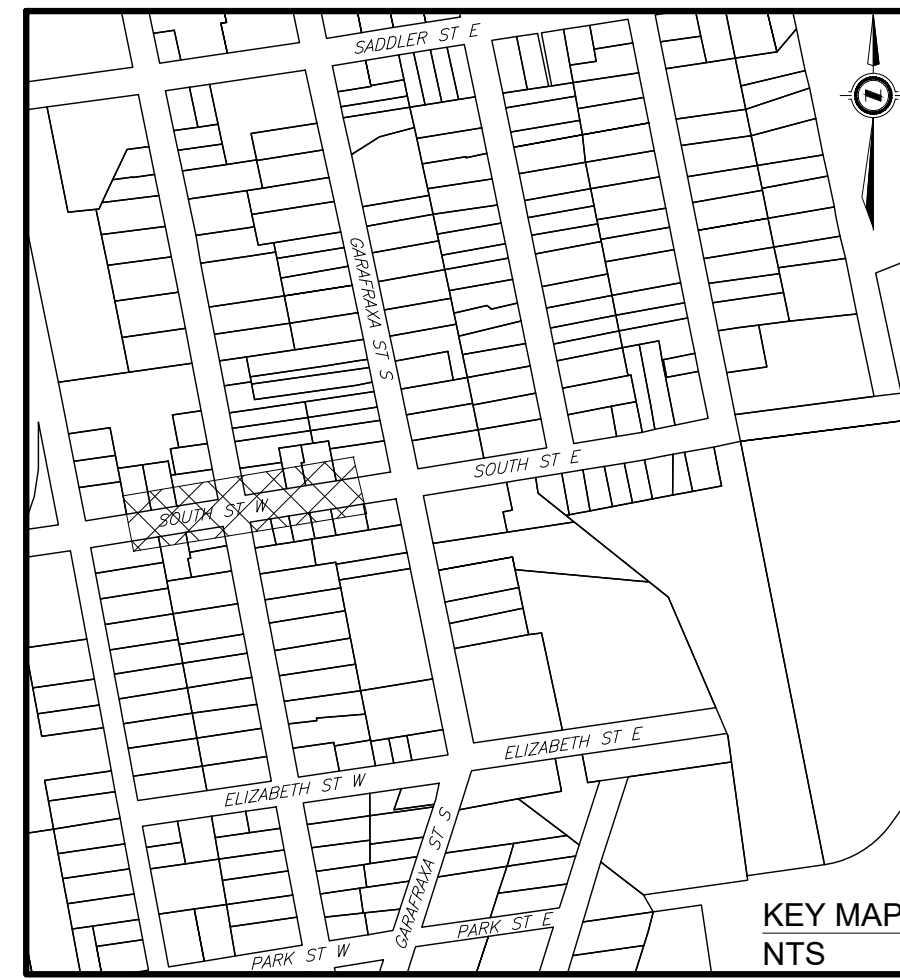 SADDLER ST E
GARAFRAXA ST S
SOUTH ST E
SOUTH ST W
ELIZABETH ST E
ELIZABETH ST W
GARAFRAXA ST S
PARK ST E
PARK ST W
KEY MAP
NTS